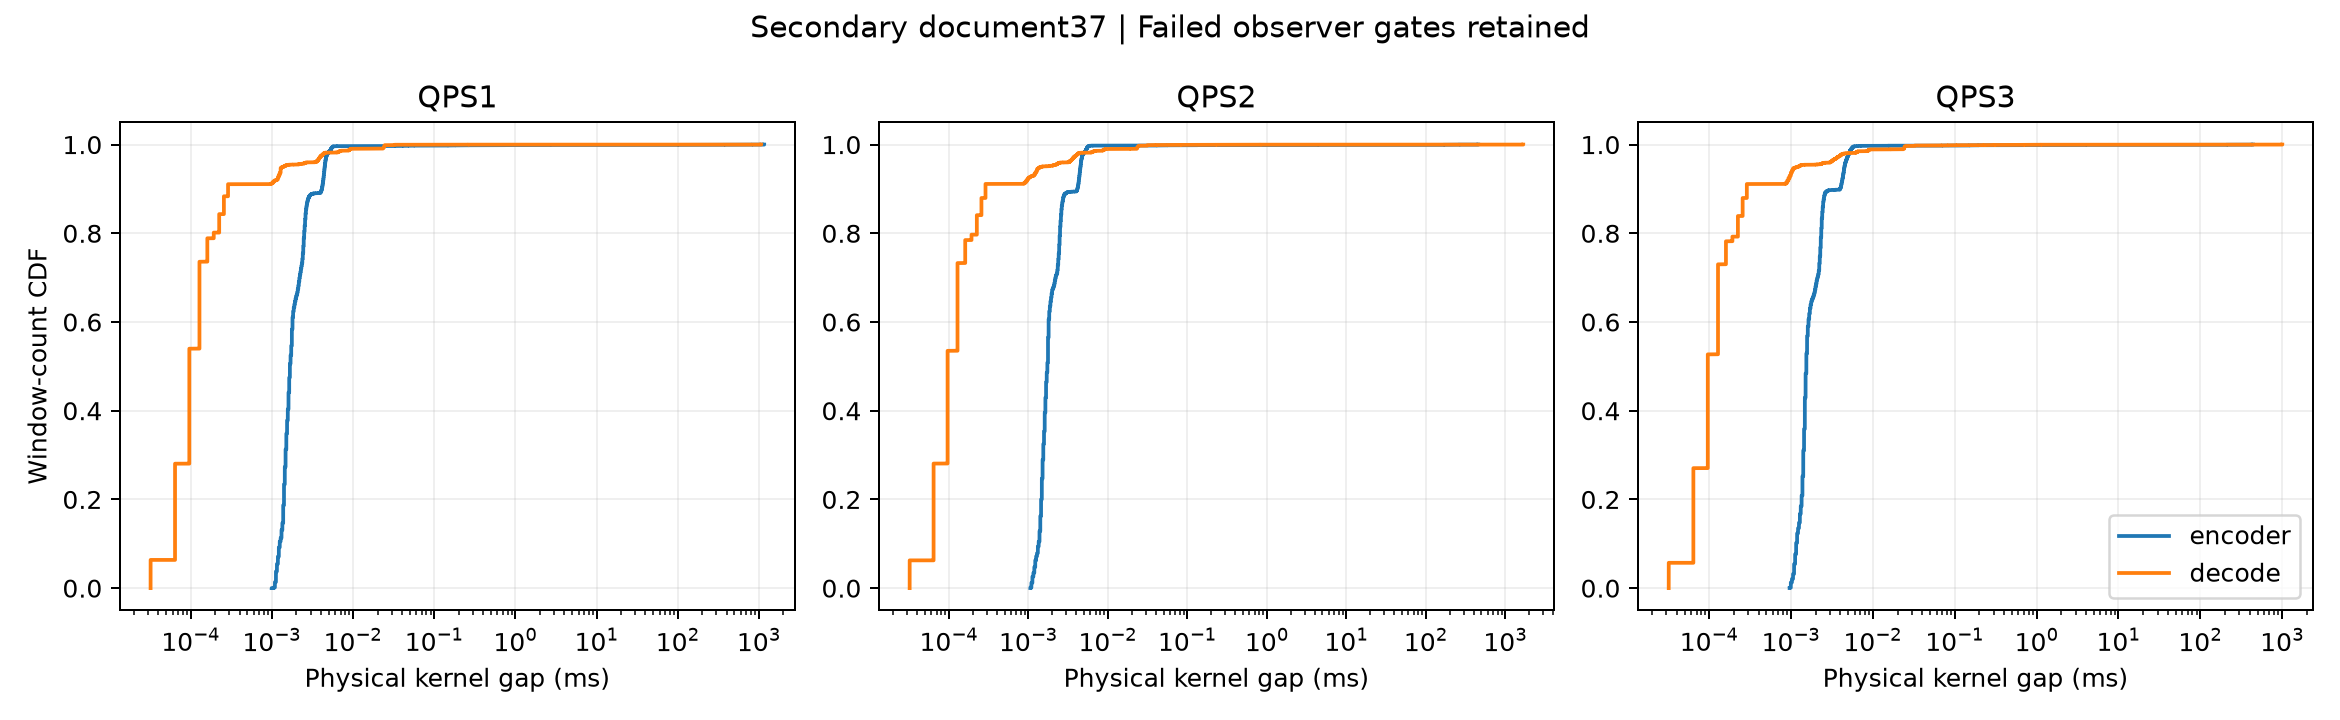 Secondary document37 | Failed observer gates retained
QPS1
QPS2
QPS3
Window-count CDF
1.0
0.8
0.6
0.4
0.2
0.0
10⁻⁴ 10⁻³ 10⁻² 10⁻¹ 10⁰ 10¹ 10² 10³
Physical kernel gap (ms)
1.0
0.8
0.6
0.4
0.2
0.0
10⁻⁴ 10⁻³ 10⁻² 10⁻¹ 10⁰ 10¹ 10² 10³
Physical kernel gap (ms)
1.0
0.8
0.6
0.4
0.2
0.0
10⁻⁴ 10⁻³ 10⁻² 10⁻¹ 10⁰ 10¹ 10² 10³
Physical kernel gap (ms)
encoder
decode